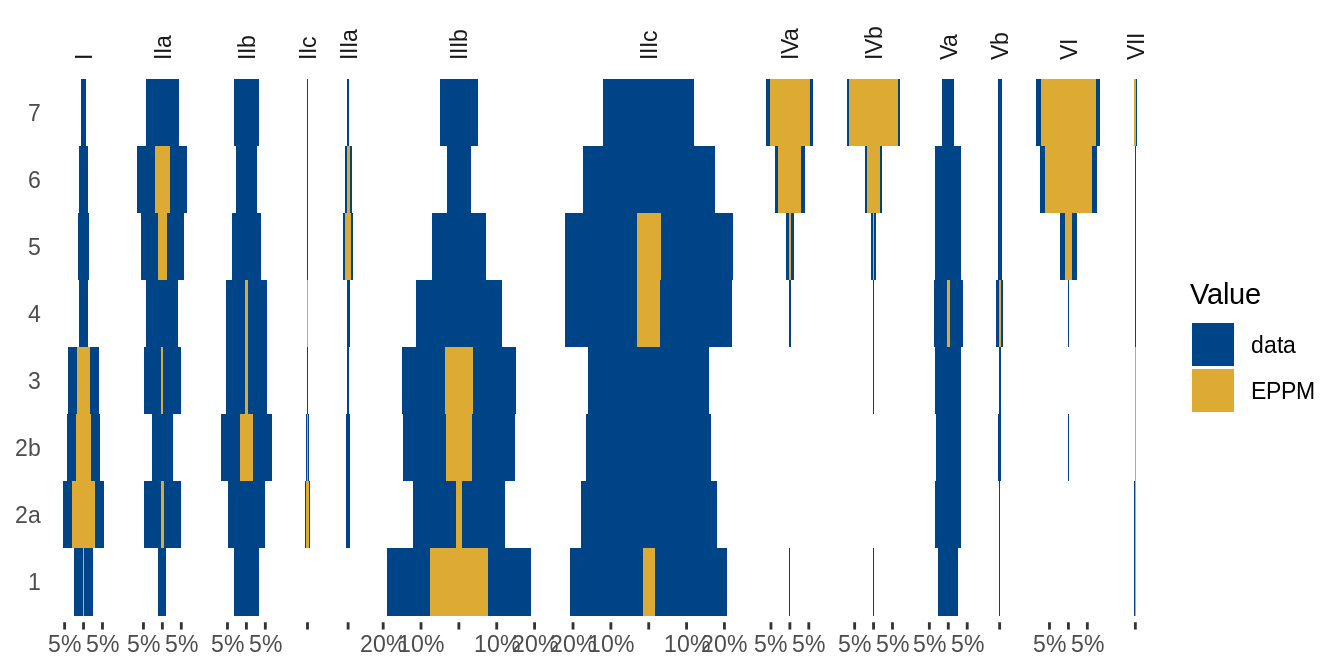 I IIa IIb IIc IIIa IIIb IIIc IVa IVb Va Vb VI VII
7
6
5
4
3
2b
2a
1
Value
data
EPPM
5% 5% 5% 5% 5% 5% 20% 10% 10% 20% 20% 10% 10% 20% 5% 5% 5% 5% 5% 5% 5% 5%